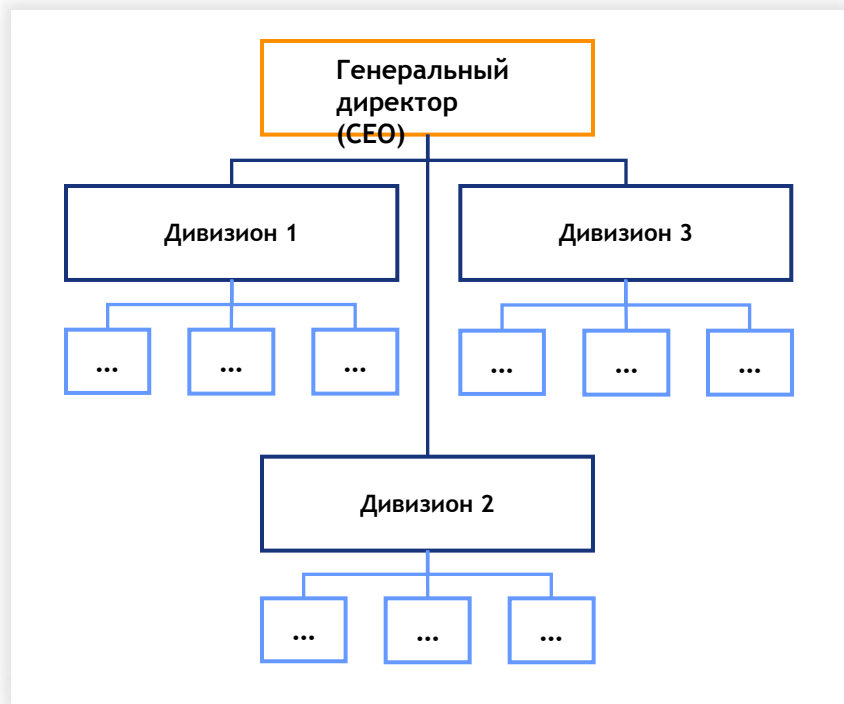 Генеральный
директор
(CEO)
Дивизион 1
Дивизион 3
... ... ... ... ... ...
Дивизион 2
... ... ...